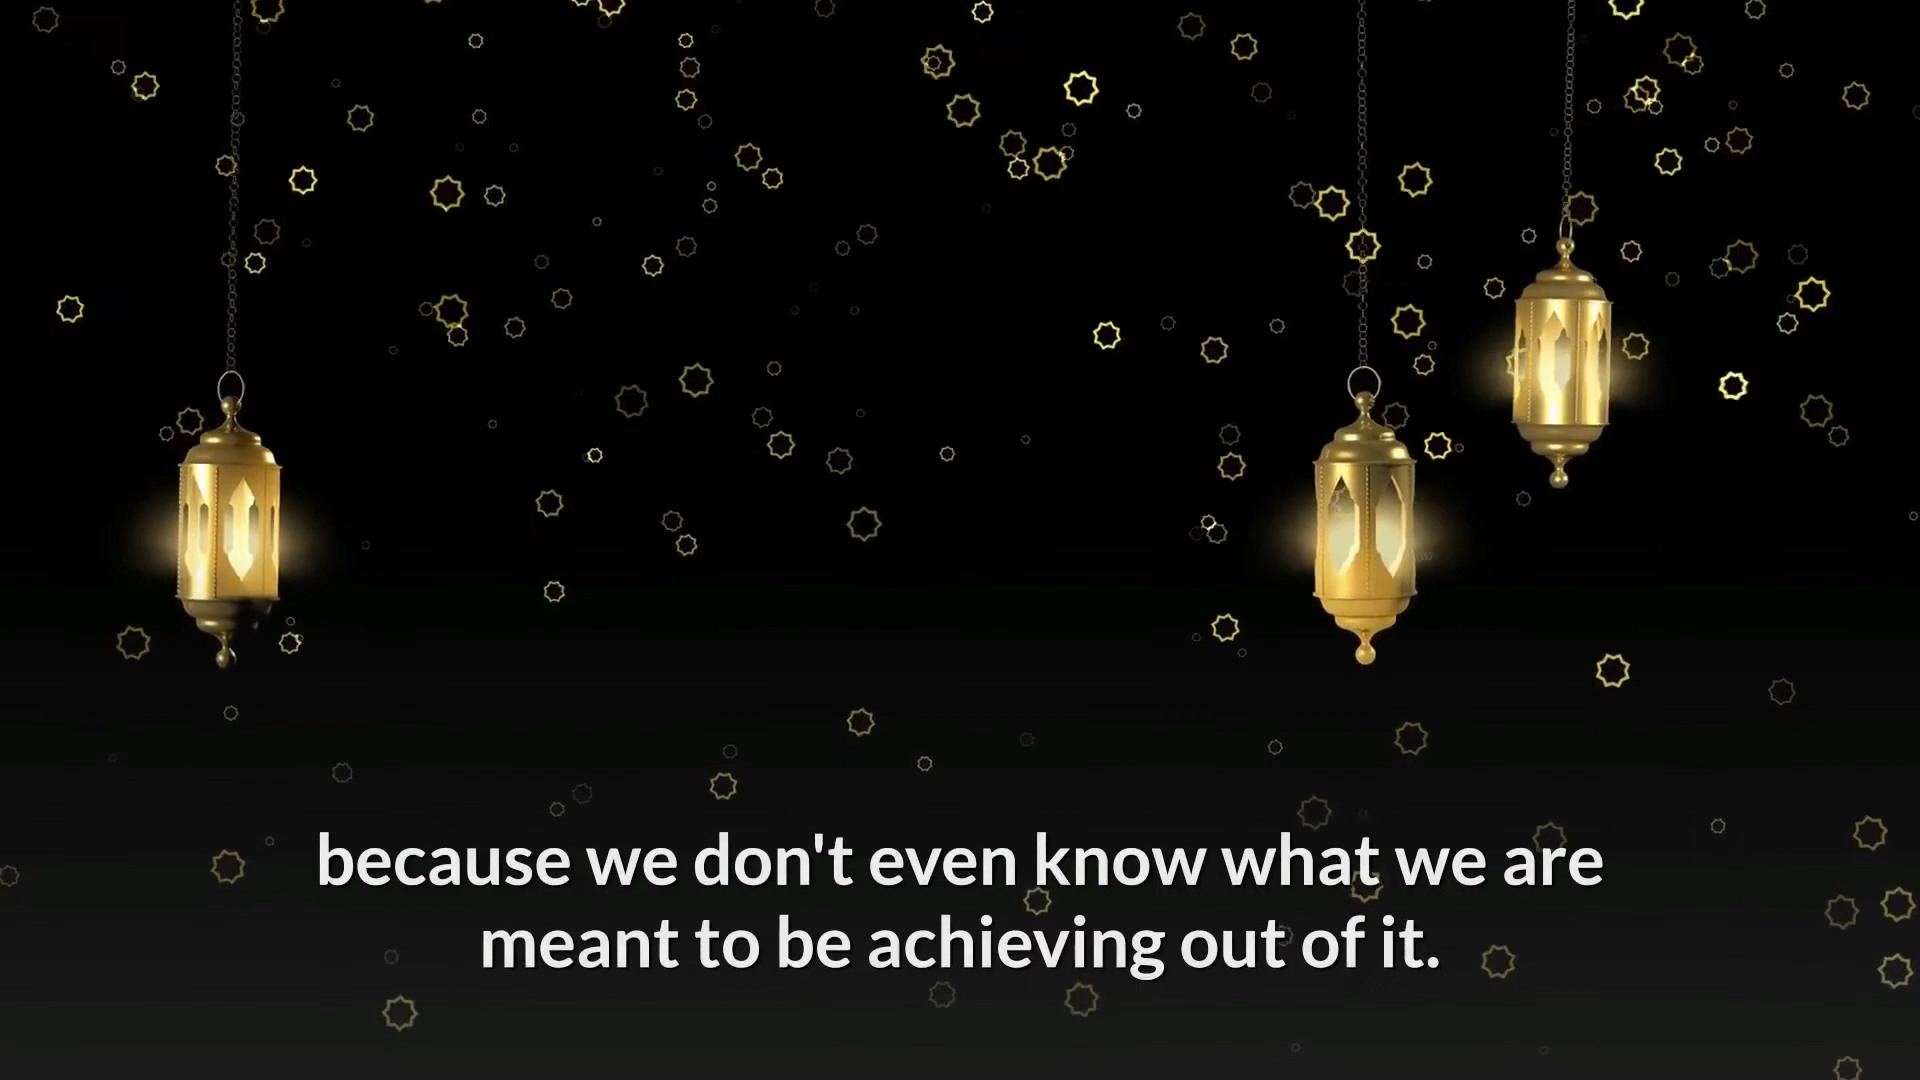 because we don't even know what we are
meant to be achieving out of it.